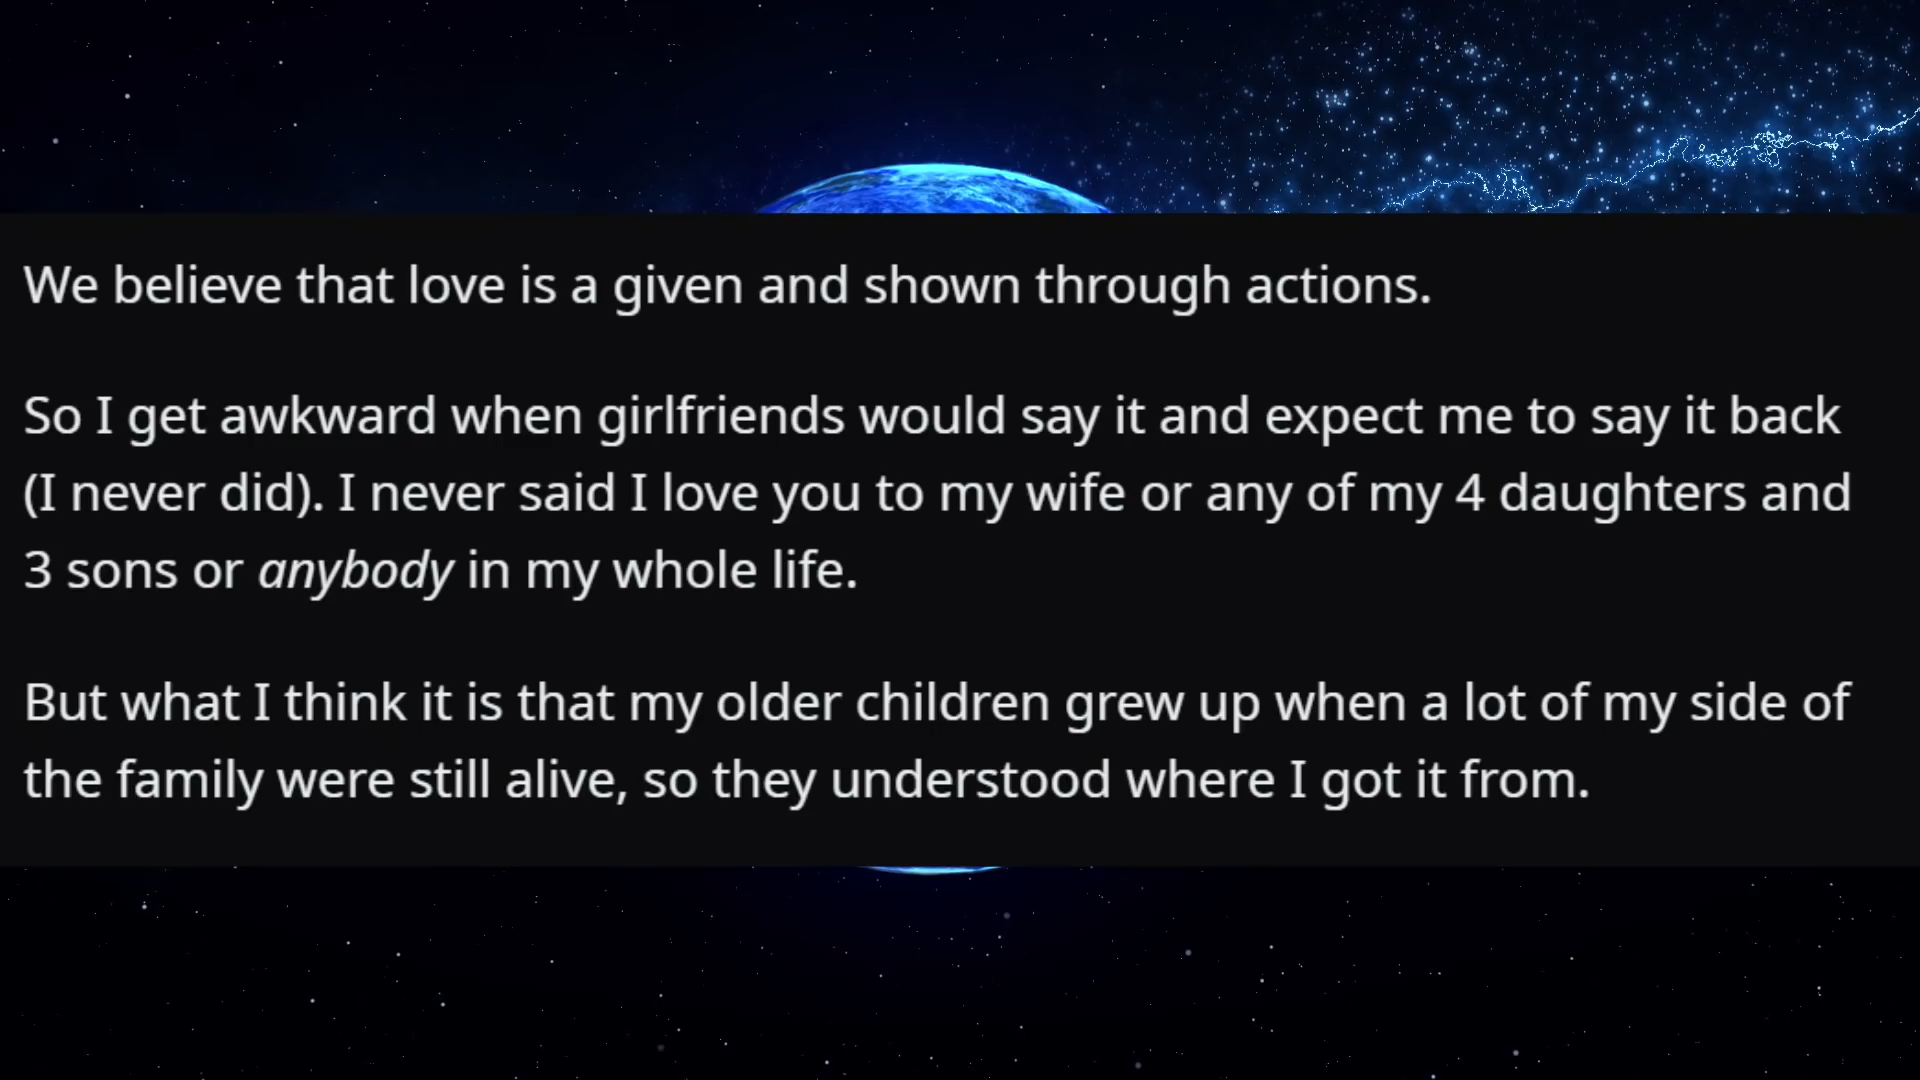 We believe that love is a given and shown through actions.
So I get awkward when girlfriends would say it and expect me to say it back
(I never did). I never said I love you to my wife or any of my 4 daughters and
3 sons or anybody in my whole life.
But what I think it is that my older children grew up when a lot of my side of
the family were still alive, so they understood where I got it from.